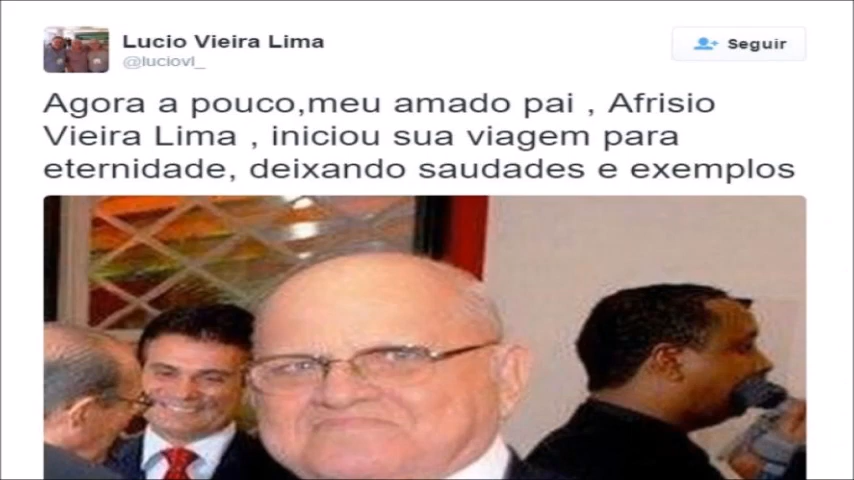 Lucio Vieira Lima
Seguir
@luciovl_
Agora a pouco,meu amado pai , Afrisio
Vieira Lima , iniciou sua viagem para
eternidade, deixando saudades e exemplos